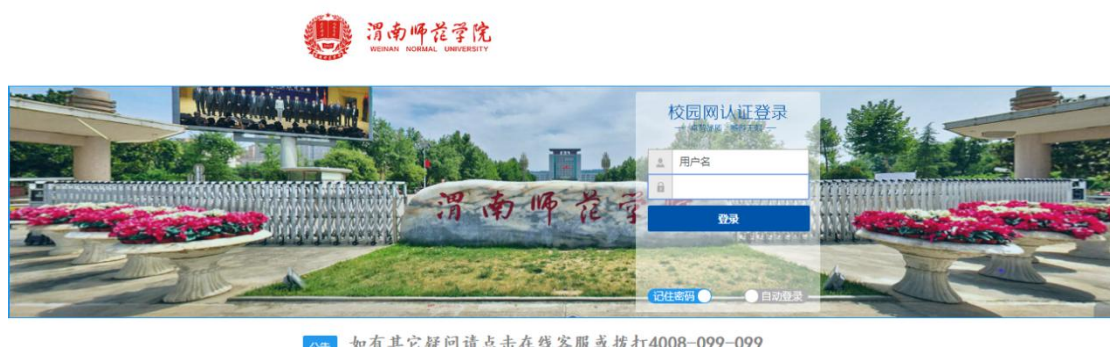 渭南师范学院
WEINAN NORMAL UNIVERSITY
校园网认证登录
用户名
渭南师范学
登录
记住密码
自动登录
公告 如有其它疑问请点击在线客服或拨打4008-099-099